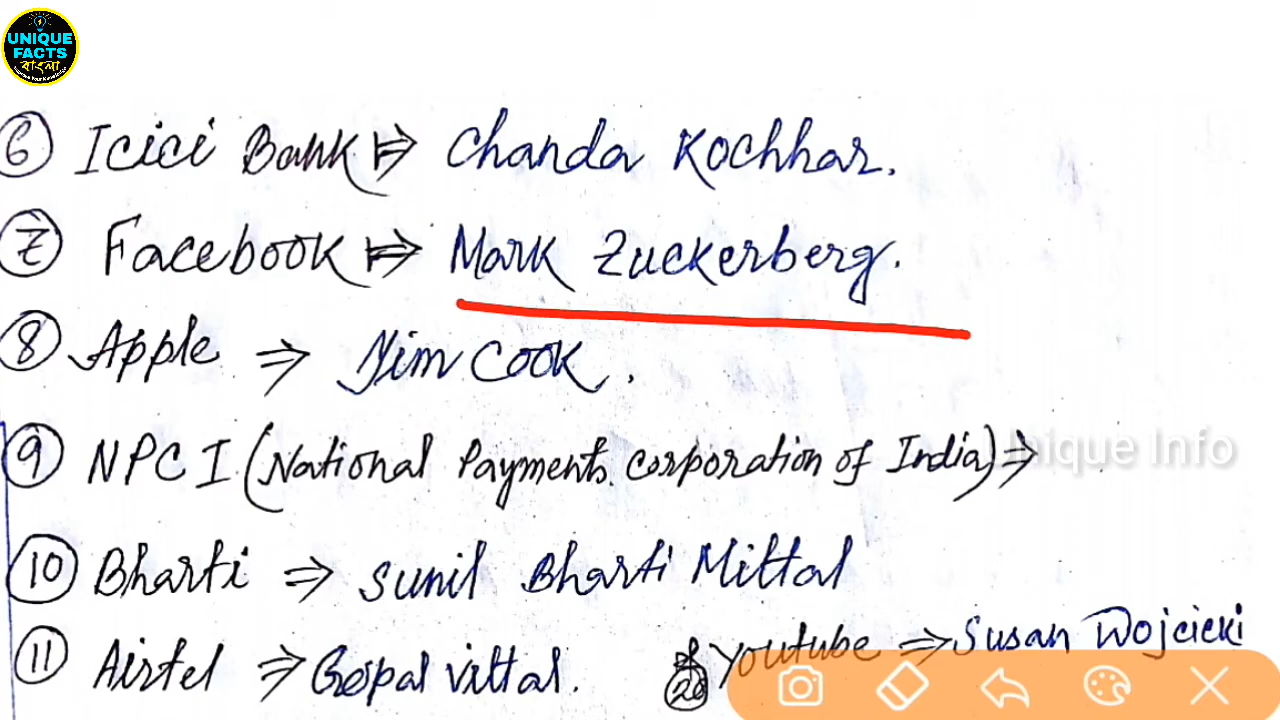 UNIQUE
FACTS
বাংলা
6 Icici Bank ⇒ Chanda Kochhar.
7 Facebook ⇒ Mark Zuckerberg.
8 Apple ⇒ Tim Cook.
9 NPCI (National Payments corporation of India) ⇒
Unique Info
10 Bharti ⇒ Sunil Bharti Mittal
11 Airtel ⇒ Gopal Vittal.
Youtube ⇒ Susan Wojcicki